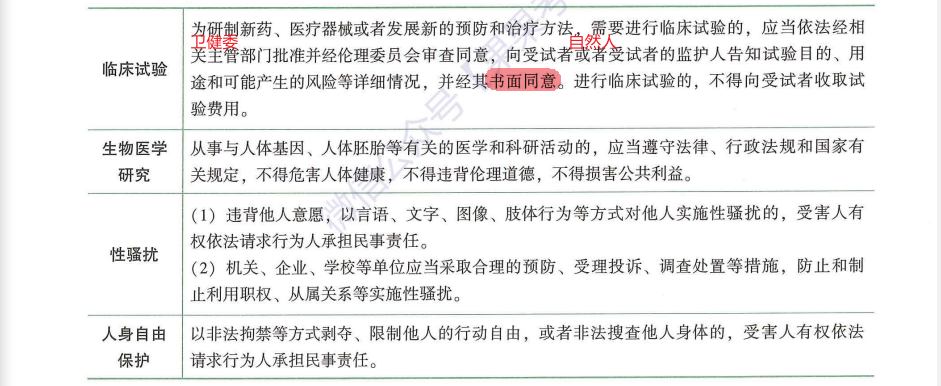 为研制新药、医疗器械或者发展新的预防和治疗方法，需要进行临床试验的，应当依法经相
卫健委
自然人
关主管部门批准并经伦理委员会审查同意，向受试者或者受试者的监护人告知试验目的、用
临床试验
途和可能产生的风险等详细情况，并经其书面同意。进行临床试验的，不得向受试者收取试
验费用。
生物医学
研究
从事与人体基因、人体胚胎等有关的医学和科研活动的，应当遵守法律、行政法规和国家有
关规定，不得危害人体健康，不得违背伦理道德，不得损害公共利益。
性骚扰
（1）违背他人意愿，以言语、文字、图像、肢体行为等方式对他人实施性骚扰的，受害人有
权依法请求行为人承担民事责任。
（2）机关、企业、学校等单位应当采取合理的预防、受理投诉、调查处置等措施，防止和制
止利用职权、从属关系等实施性骚扰。
人身自由
保护
以非法拘禁等方式剥夺、限制他人的行动自由，或者非法搜查他人身体的，受害人有权依法
请求行为人承担民事责任。
微信公众号